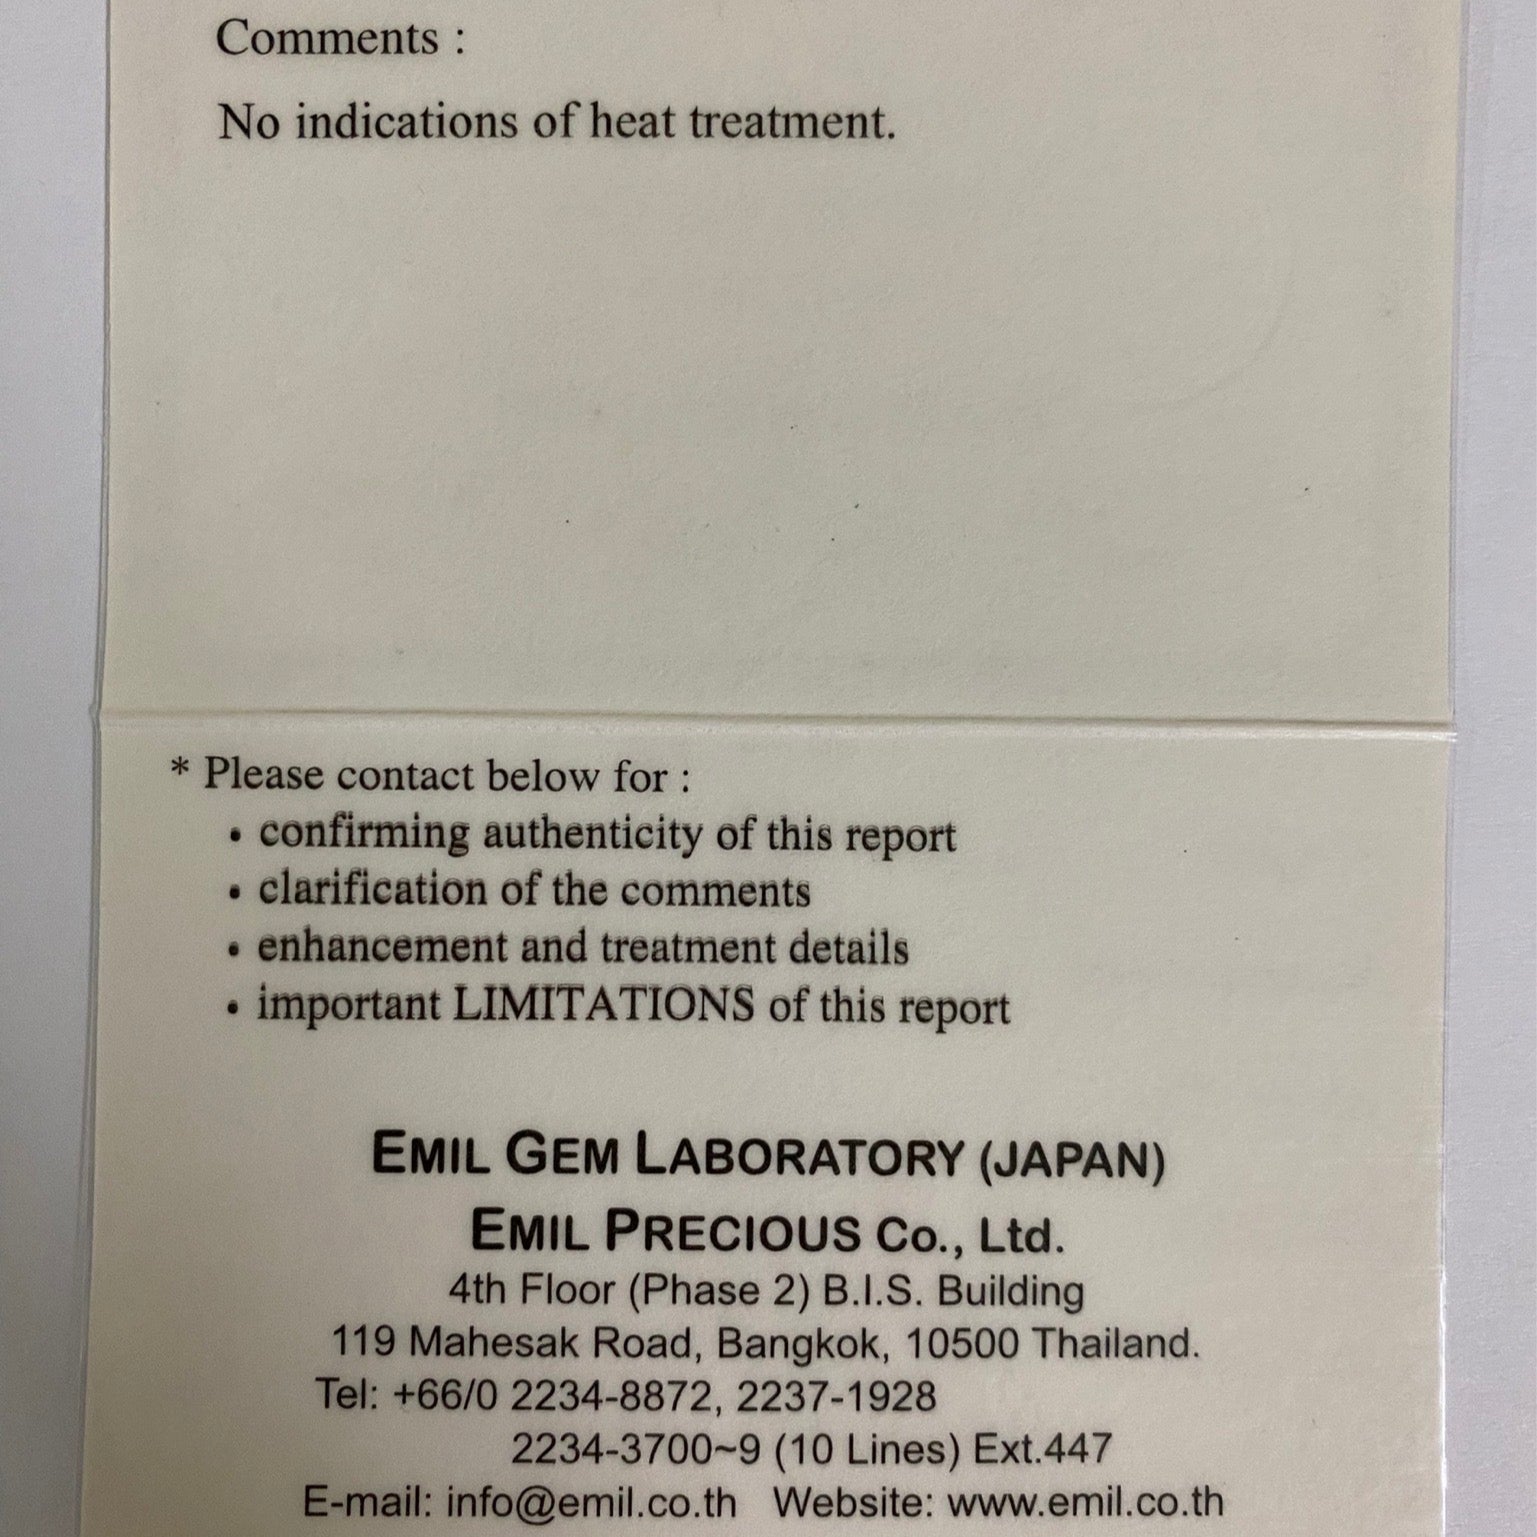 Comments :
No indications of heat treatment.
* Please contact below for :
• confirming authenticity of this report
• clarification of the comments
• enhancement and treatment details
• important LIMITATIONS of this report
EMIL GEM LABORATORY (JAPAN)
EMIL PRECIOUS Co., Ltd.
4th Floor (Phase 2) B.I.S. Building
119 Mahesak Road, Bangkok, 10500 Thailand.
Tel: +66/0 2234-8872, 2237-1928
2234-3700~9 (10 Lines) Ext.447
E-mail: info@emil.co.th Website: www.emil.co.th